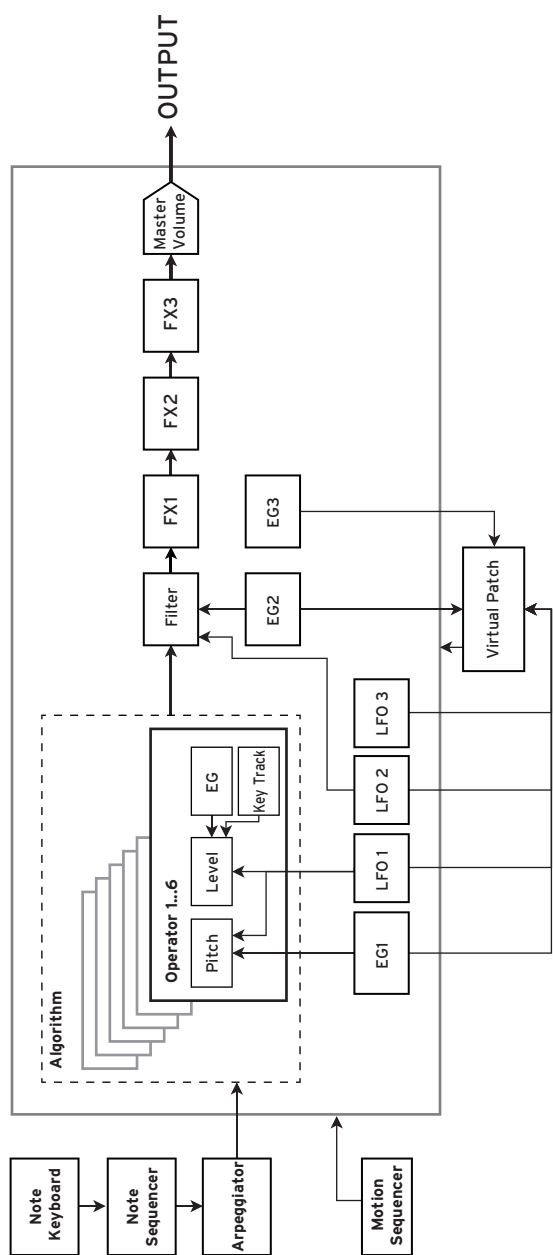 Note
Keyboard
Note
Sequencer
Arpeggiator
Motion
Sequencer
Algorithm
Operator 1...6
Pitch
Level
EG
Key Track
EG1
LFO 1
LFO 2
LFO 3
Virtual Patch
EG2
EG3
Filter
FX1
FX2
FX3
Master
Volume
OUTPUT